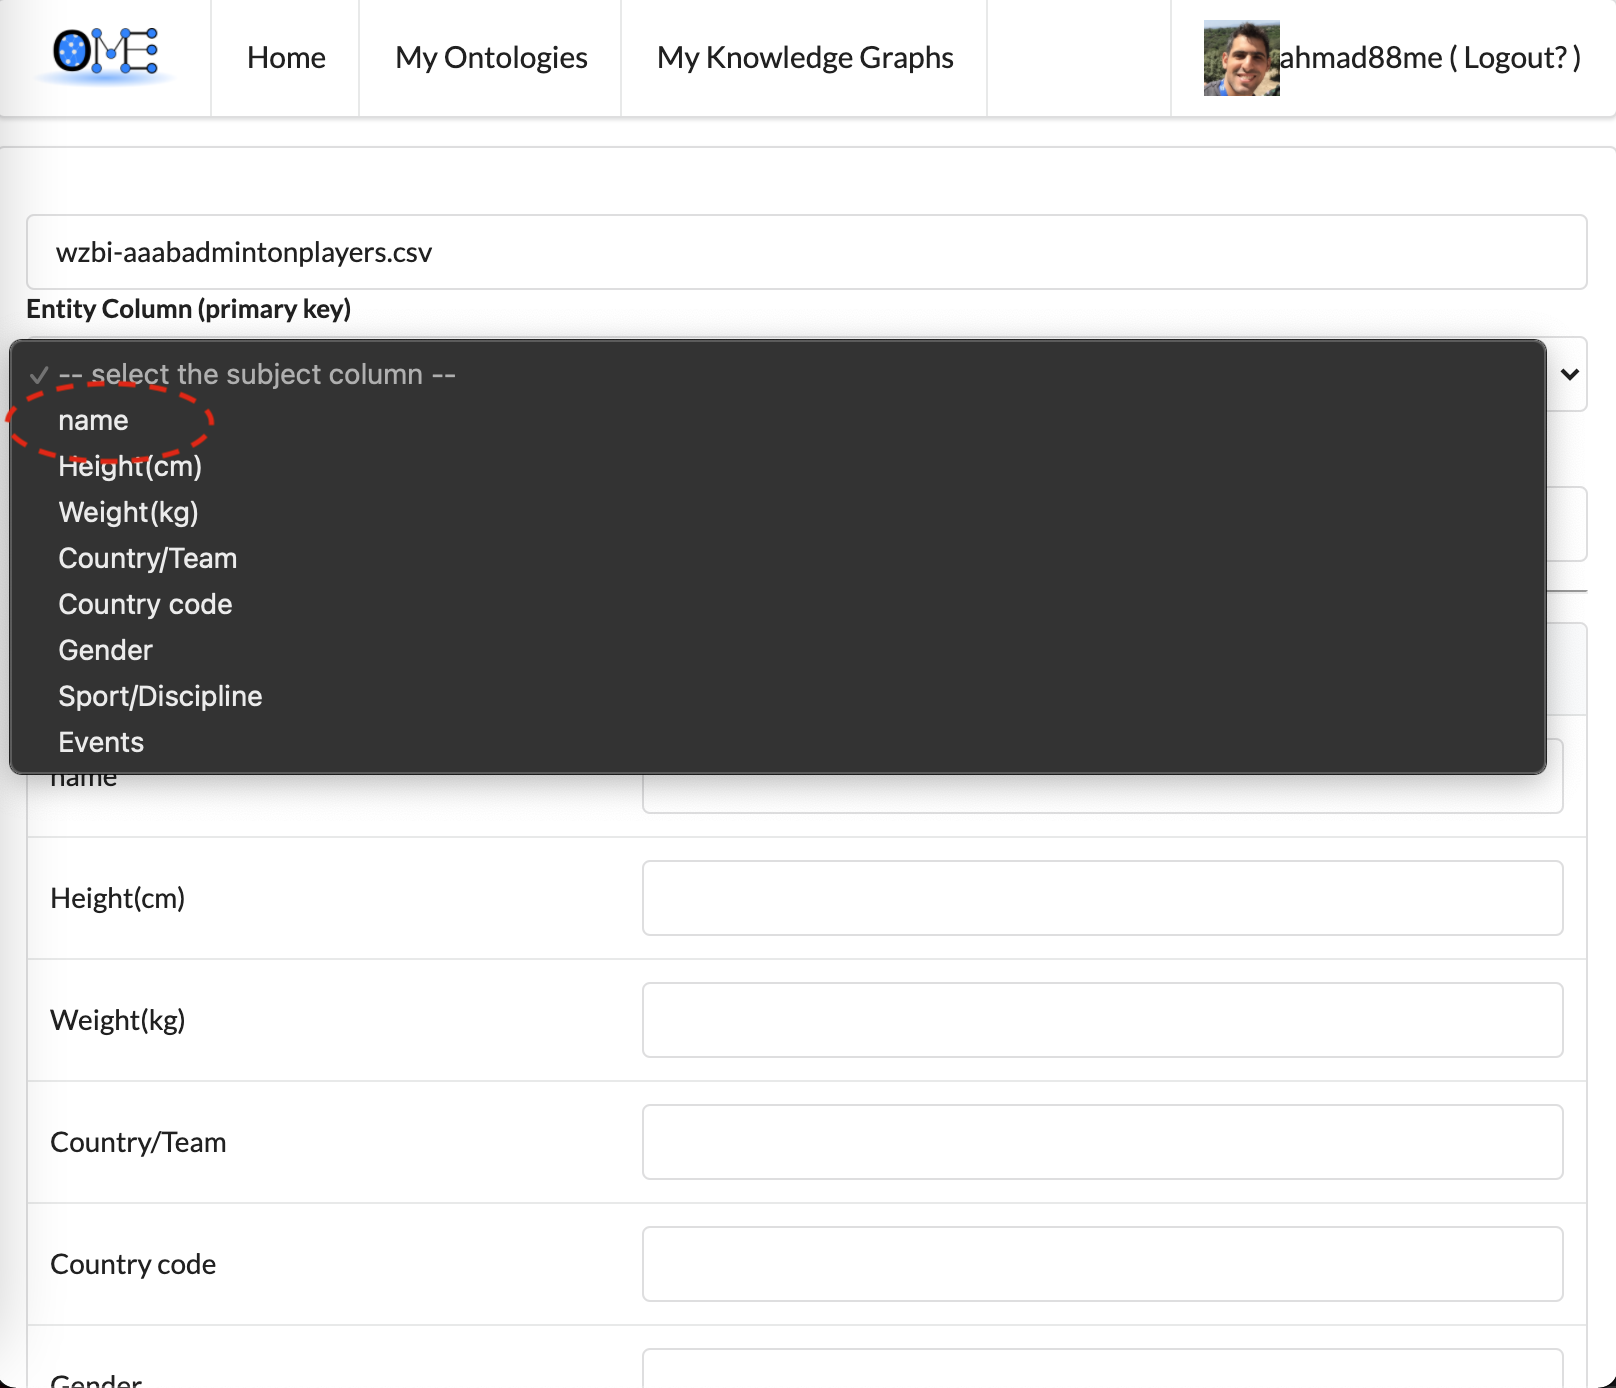 OME
Home
My Ontologies
My Knowledge Graphs
ahmad88me ( Logout? )
wzbi-aaabadmintonplayers.csv
Entity Column (primary key)
✓ -- select the subject column --
name
Height(cm)
Weight(kg)
Country/Team
Country code
Gender
Sport/Discipline
Events
name
Height(cm)
Weight(kg)
Country/Team
Country code
Gender